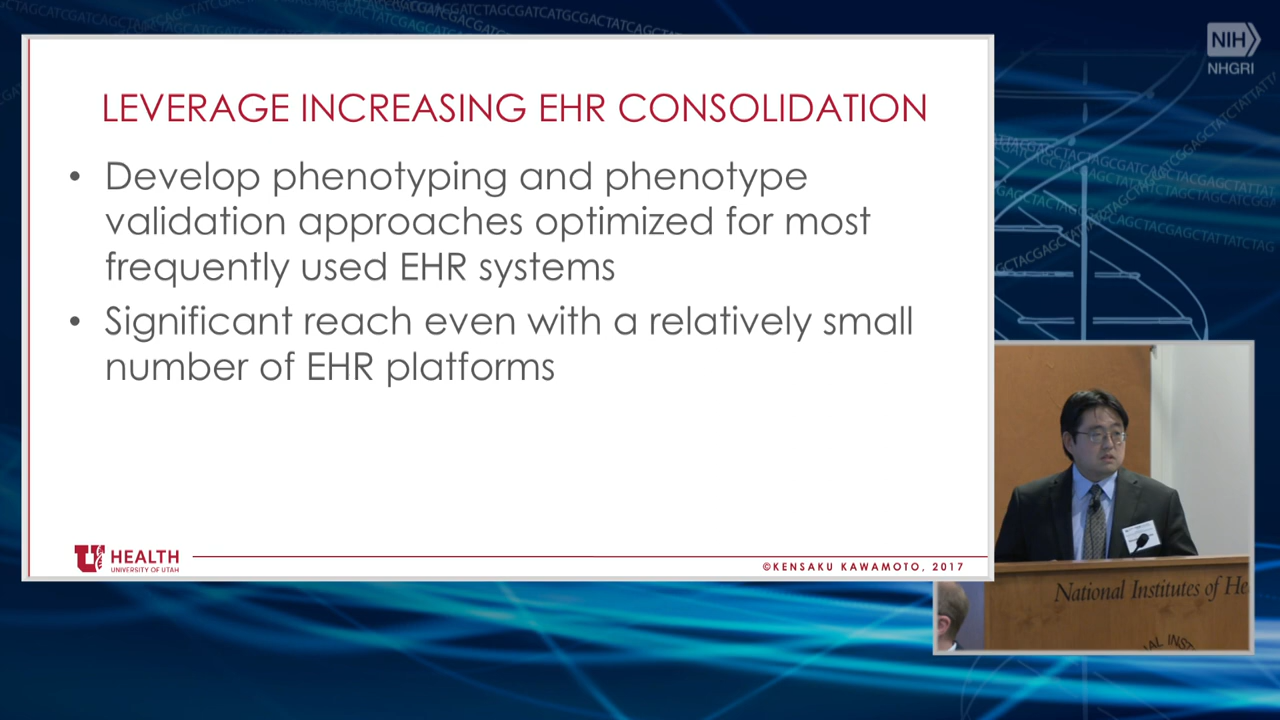 NIH
NHGRI
LEVERAGE INCREASING EHR CONSOLIDATION
• Develop phenotyping and phenotype
validation approaches optimized for most
frequently used EHR systems
• Significant reach even with a relatively small
number of EHR platforms
U HEALTH
UNIVERSITY OF UTAH
©KENSAKU KAWAMOTO, 2017
National Institutes of He